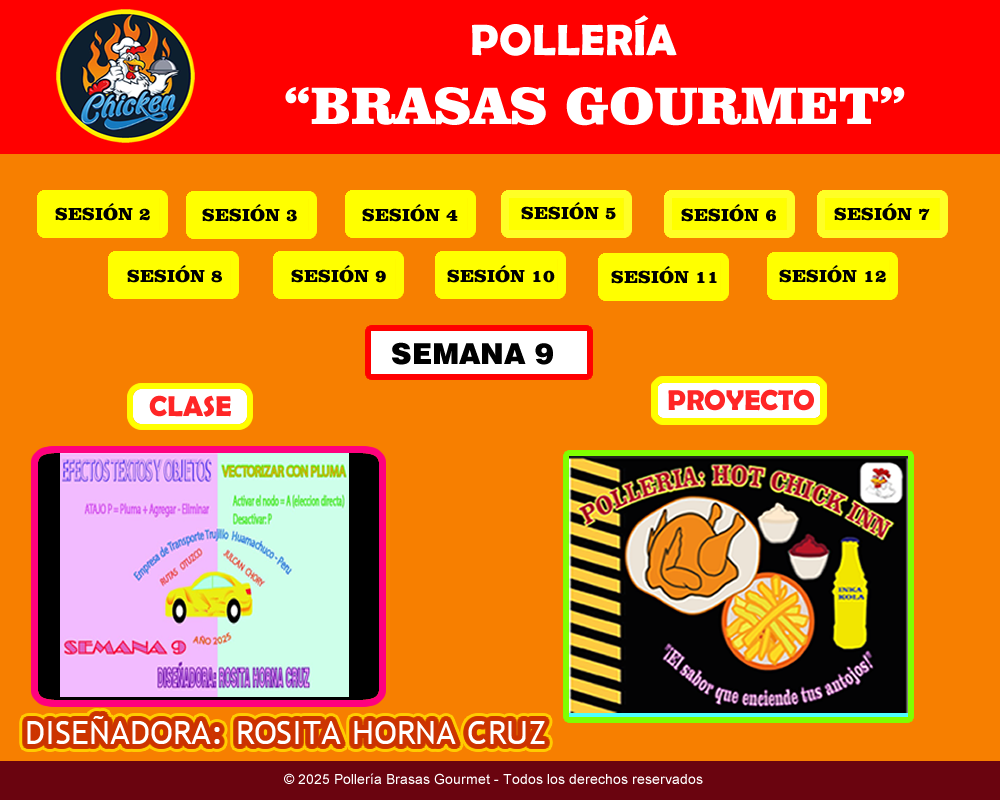 Chicken
POLLERÍA
“BRASAS GOURMET”
SESIÓN 2
SESIÓN 3
SESIÓN 4
SESIÓN 5
SESIÓN 6
SESIÓN 7
SESIÓN 8
SESIÓN 9
SESIÓN 10
SESIÓN 11
SESIÓN 12
SEMANA 9
CLASE
PROYECTO
EFECTOS TEXTOS Y OBJETOS
VECTORIZAR CON PLUMA
ATAJO P = Pluma + Agregar - Eliminar
Activar el nodo = A (eleccion directa)
Desactivar: P
Empresa de Transporte Trujillo Huamachuco - Peru
RUTAS OTUZCO
JULCAN CHORY
AÑO 2025
SEMANA 9
DISEÑADORA: ROSITA HORNA CRUZ
POLLERIA: HOT CHICK INN
INKA
KOLA
"¡El sabor que enciende tus antojos!"
DISEÑADORA: ROSITA HORNA CRUZ
© 2025 Pollería Brasas Gourmet - Todos los derechos reservados